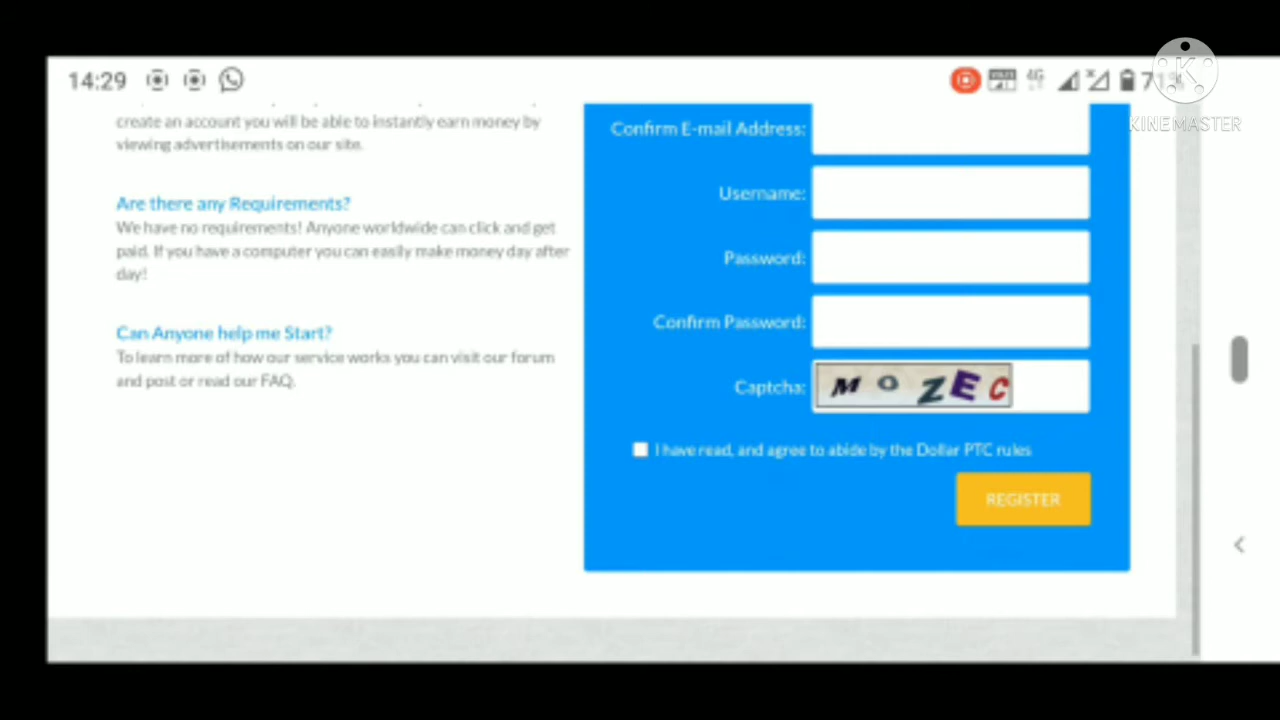 14:29
4G
KINEMASTER
create an account you will be able to instantly earn money by
viewing advertisements on our site.
Are there any Requirements?
We have no requirements! Anyone worldwide can click and get
paid. If you have a computer you can easily make money day after
day!
Can Anyone help me Start?
To learn more of how our service works you can visit our forum
and post or read our FAQ.
Confirm E-mail Address:
Username:
Password:
Confirm Password:
Captcha: M O Z E C
I have read, and agree to abide by the Dollar PTC rules
REGISTER